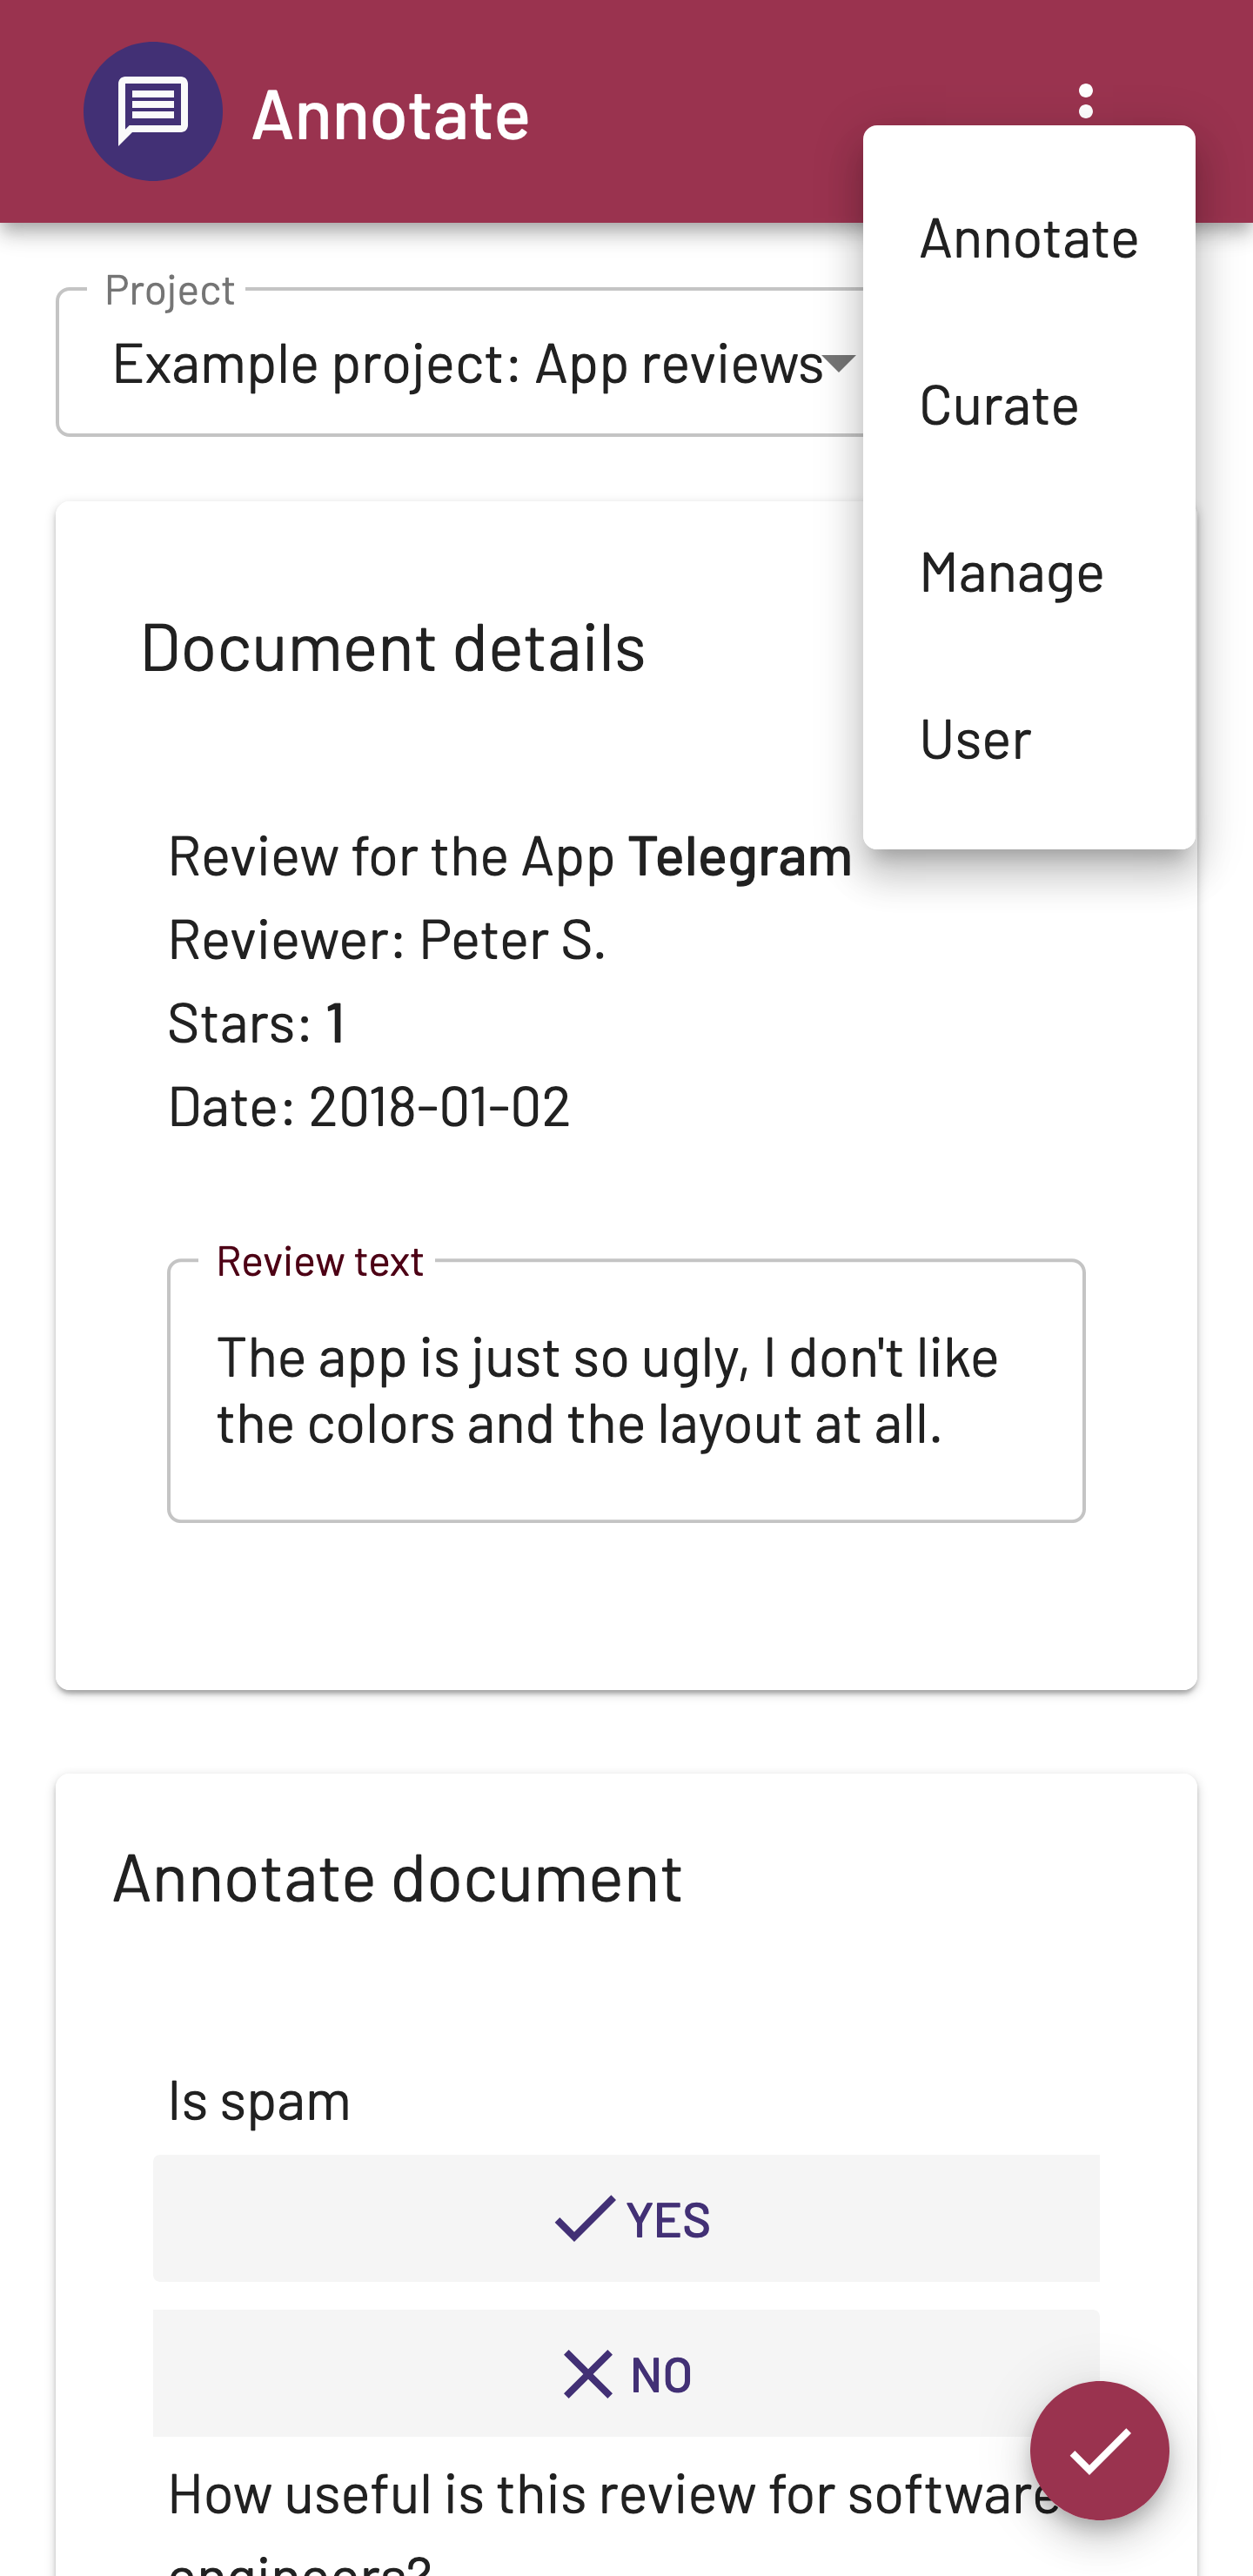 Annotate
Annotate
Curate
Manage
User
Project
Example project: App reviews
Document details
Review for the App Telegram
Reviewer: Peter S.
Stars: 1
Date: 2018-01-02
Review text
The app is just so ugly, I don't like
the colors and the layout at all.
Annotate document
Is spam
YES
NO
How useful is this review for software
engineers?